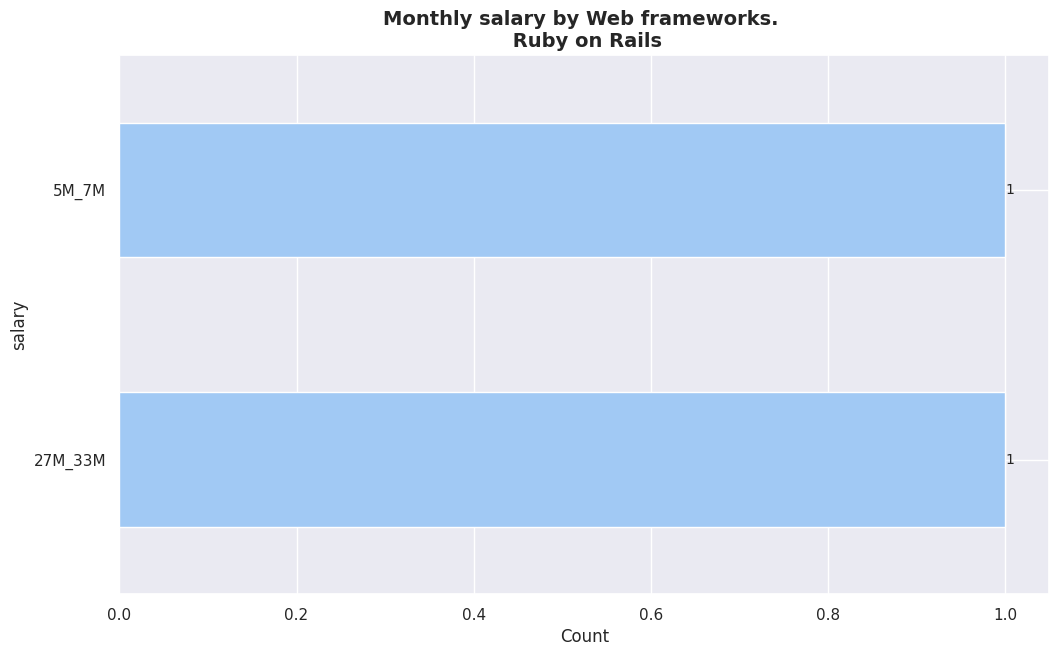 Monthly salary by Web frameworks.
Ruby on Rails
5M_7M
1
salary
27M_33M
1
0.0 0.2 0.4 0.6 0.8 1.0
Count